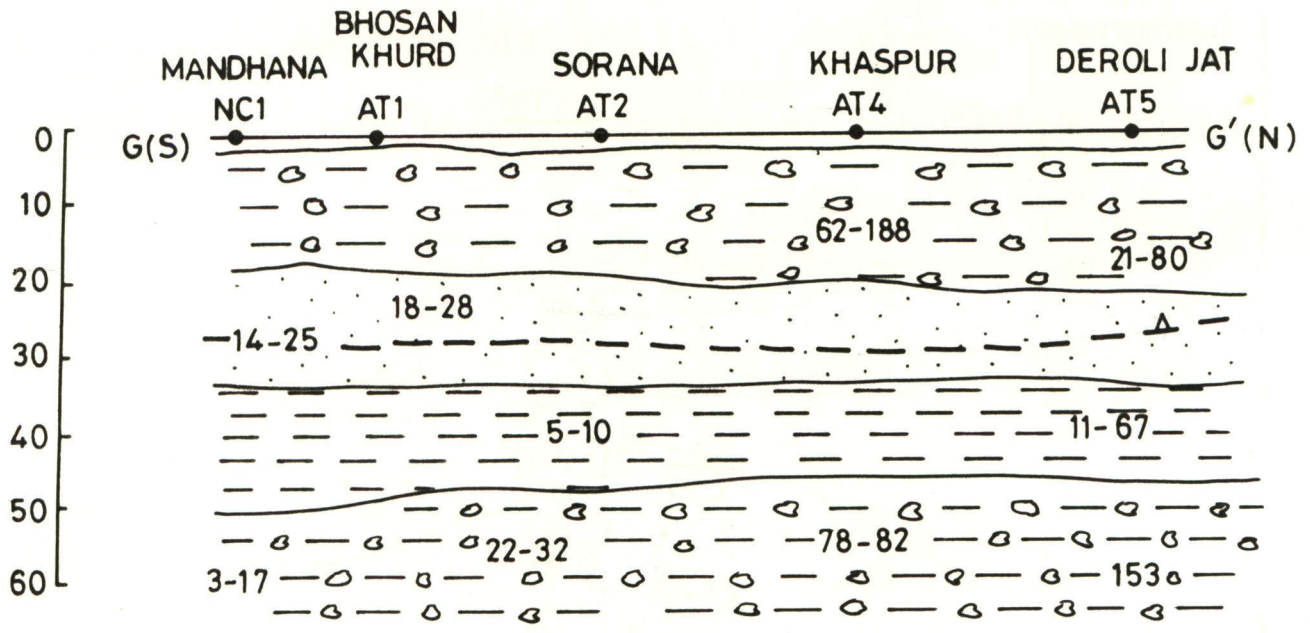 BHOSAN
KHURD
MANDHANA
SORANA
KHASPUR
DEROLI JAT
NC1
AT1
AT2
AT4
AT5
0
G(S)
G'(N)
10
62-188
21-80
20
18-28
14-25
30
5-10
11-67
40
50
22-32
78-82
60
3-17
153